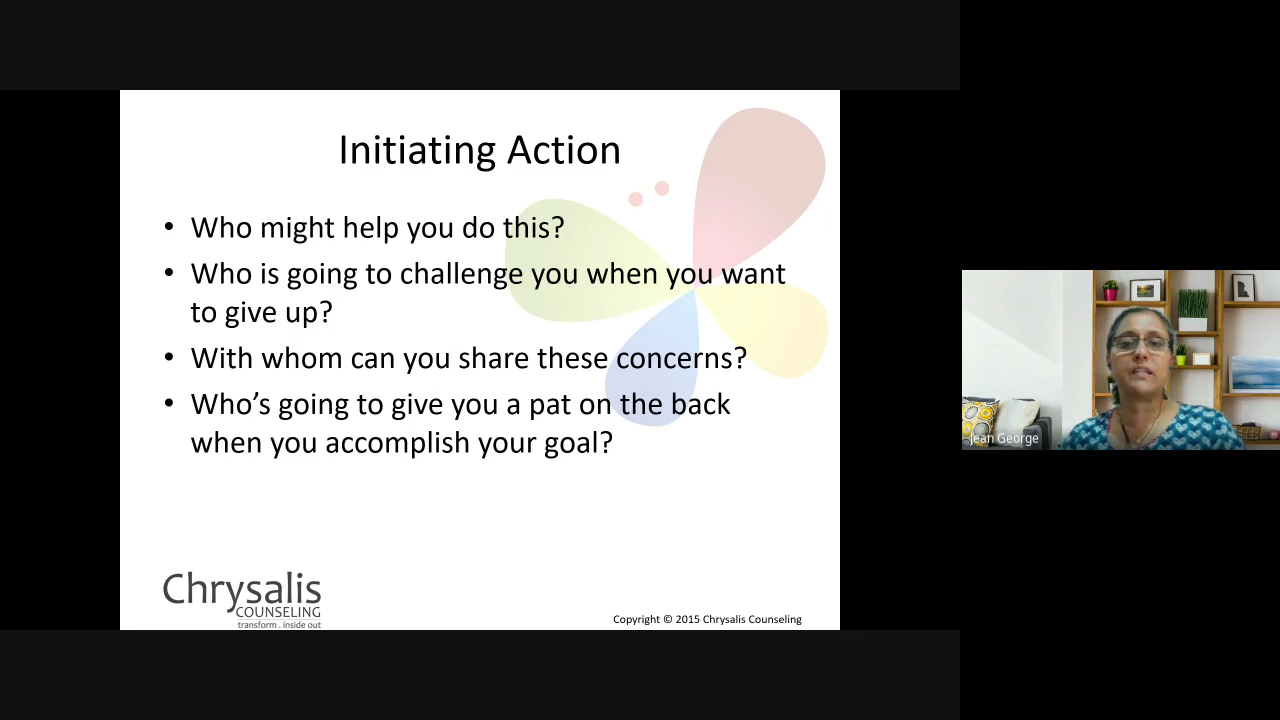 Initiating Action
• Who might help you do this?
• Who is going to challenge you when you want
to give up?
• With whom can you share these concerns?
• Who’s going to give you a pat on the back
when you accomplish your goal?
Chrysalis
COUNSELING
transform . inside out
Copyright © 2015 Chrysalis Counseling
Jean George